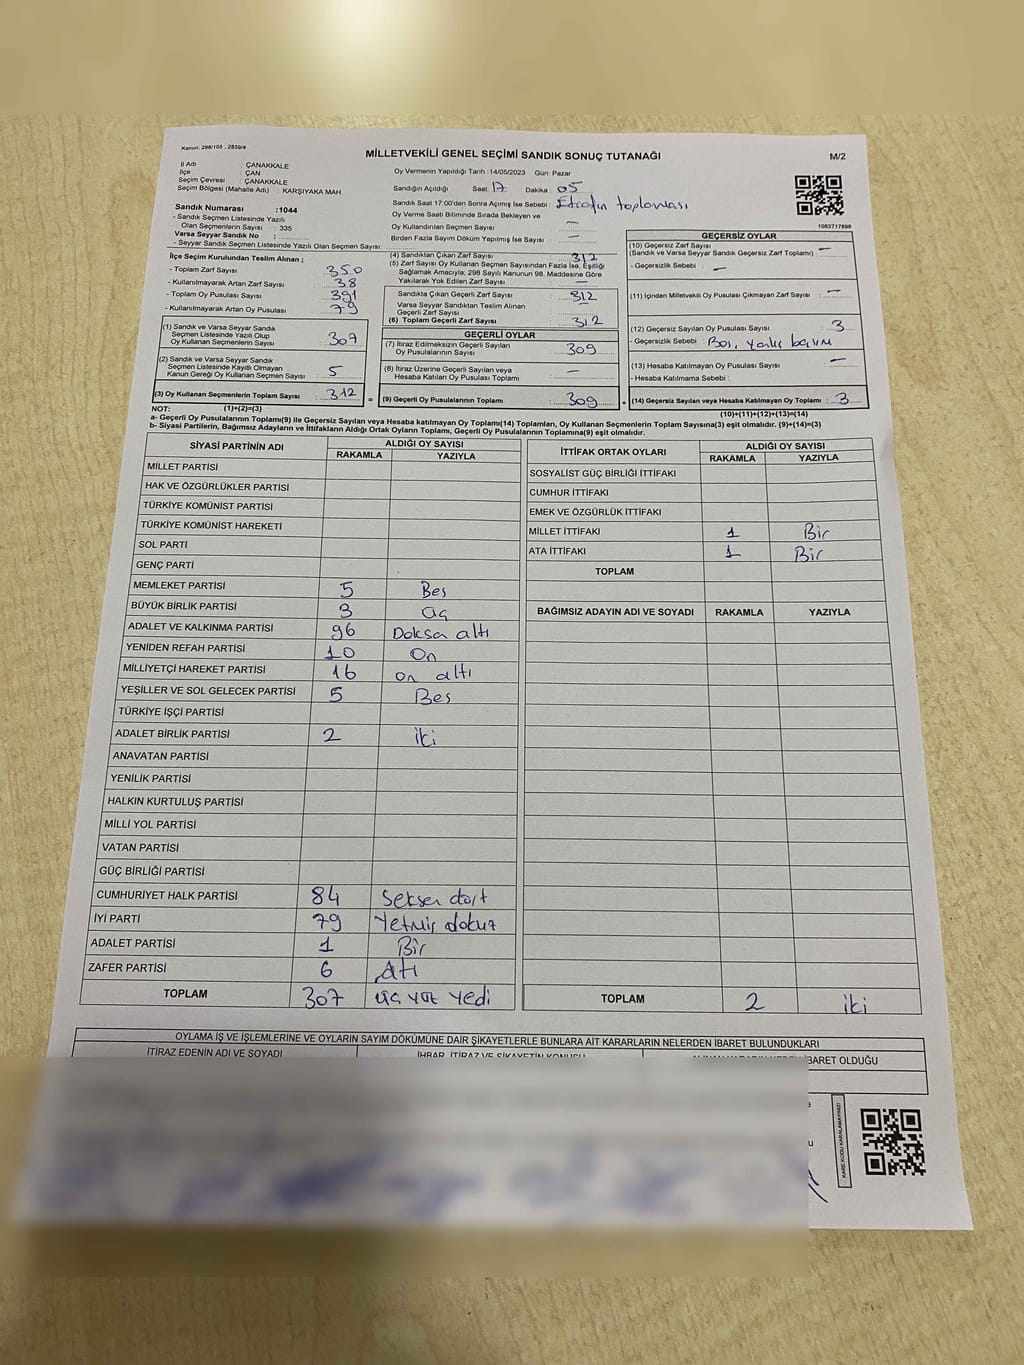 Kanun: 298/105 , 2839/4
MİLLETVEKİLİ GENEL SEÇİMİ SANDIK SONUÇ TUTANAĞI
M/2
İl Adı : ÇANAKKALE
İlçe : ÇAN
Seçim Çevresi : ÇANAKKALE
Seçim Bölgesi (Mahalle Adı) : KARŞIYAKA MAH
Oy Vermenin Yapıldığı Tarih : 14/05/2023 Gün: Pazar
Sandığın Açıldığı Saat: 17 Dakika : 05
Sandık Saat 17:00'den Sonra Açılmış İse Sebebi : Etrafın toplanması
Oy Verme Saati Bitiminde Sırada Bekleyen ve
Oy Kullandırılan Seçmen Sayısı : —
Birden Fazla Sayım Döküm Yapılmış İse Sayısı : —
1083717898
Sandık Numarası :1044
- Sandık Seçmen Listesinde Yazılı
Olan Seçmenlerin Sayısı : 335
Varsa Seyyar Sandık No :
- Seyyar Sandık Seçmen Listesinde Yazılı Olan Seçmen Sayısı:
İlçe Seçim Kurulundan Teslim Alınan ;
- Toplam Zarf Sayısı : 350
- Kullanılmayarak Artan Zarf Sayısı : 38
- Toplam Oy Pusulası Sayısı : 391
- Kullanılmayarak Artan Oy Pusulası : 79
(1) Sandık ve Varsa Seyyar Sandık
Seçmen Listesinde Yazılı Olup
Oy Kullanan Seçmenlerin Sayısı : 307
(2) Sandık ve Varsa Seyyar Sandık
Seçmen Listesinde Kayıtlı Olmayan
Kanun Gereği Oy Kullanan Seçmen Sayısı : 5
(3) Oy Kullanan Seçmenlerin Toplam Sayısı : 312
(4) Sandıktan Çıkan Zarf Sayısı : 312
(5) Zarf Sayısı Oy Kullanan Seçmen Sayısından Fazla İse, Eşitliği
Sağlamak Amacıyla; 298 Sayılı Kanunun 98. Maddesine Göre
Yakılarak Yok Edilen Zarf Sayısı : —
Sandıkta Çıkan Geçerli Zarf Sayısı : 312
Varsa Seyyar Sandıktan Teslim Alınan
Geçerli Zarf Sayısı : —
(6) Toplam Geçerli Zarf Sayısı : 312
GEÇERLİ OYLAR
(7) İtiraz Edilmeksizin Geçerli Sayılan
Oy Pusulalarının Sayısı : 309
(8) İtiraz Üzerine Geçerli Sayılan veya
Hesaba Katılan Oy Pusulası Toplamı : —
= (9) Geçerli Oy Pusulalarının Toplamı : 309
GEÇERSİZ OYLAR
(10) Geçersiz Zarf Sayısı
(Sandık ve Varsa Seyyar Sandık Geçersiz Zarf Toplamı) : —
- Geçersizlik Sebebi : —
(11) İçinden Milletvekili Oy Pusulası Çıkmayan Zarf Sayısı : —
(12) Geçersiz Sayılan Oy Pusulası Sayısı : 3
- Geçersizlik Sebebi : Boş, yanlış basım
(13) Hesaba Katılmayan Oy Pusulası Sayısı : —
- Hesaba Katılmama Sebebi :
+ (14) Geçersiz Sayılan veya Hesaba Katılmayan Oy Toplamı : 3
NOT: (1)+(2)=(3)
(10)+(11)+(12)+(13)=(14)
a- Geçerli Oy Pusulalarının Toplamı(9) ile Geçersiz Sayılan veya Hesaba Katılmayan Oy Toplamı(14) Toplamları, Oy Kullanan Seçmenlerin Toplam Sayısına(3) eşit olmalıdır. (9)+(14)=(3)
b- Siyasi Partilerin, Bağımsız Adayların ve İttifakların Aldığı Ortak Oyların Toplamı, Geçerli Oy Pusulalarının Toplamına(9) eşit olmalıdır.
SİYASİ PARTİNİN ADI ALDIĞI OY SAYISI
RAKAMLA YAZIYLA
MİLLET PARTİSİ
HAK VE ÖZGÜRLÜKLER PARTİSİ
TÜRKİYE KOMÜNİST PARTİSİ
TÜRKİYE KOMÜNİST HAREKETİ
SOL PARTİ
GENÇ PARTİ
MEMLEKET PARTİSİ 5 Bes
BÜYÜK BİRLİK PARTİSİ 3 üç
ADALET VE KALKINMA PARTİSİ 96 Doksan altı
YENİDEN REFAH PARTİSİ 10 On
MİLLİYETÇİ HAREKET PARTİSİ 16 on altı
YEŞİLLER VE SOL GELECEK PARTİSİ 5 Bes
TÜRKİYE İŞÇİ PARTİSİ
ADALET BİRLİK PARTİSİ 2 iki
ANAVATAN PARTİSİ
YENİLİK PARTİSİ
HALKIN KURTULUŞ PARTİSİ
MİLLİ YOL PARTİSİ
VATAN PARTİSİ
GÜÇ BİRLİĞİ PARTİSİ
CUMHURİYET HALK PARTİSİ 84 Seksen dört
İYİ PARTİ 79 Yetmiş dokuz
ADALET PARTİSİ 1 Bir
ZAFER PARTİSİ 6 Altı
TOPLAM 307 üç yüz yedi
İTTİFAK ORTAK OYLARI ALDIĞI OY SAYISI
RAKAMLA YAZIYLA
SOSYALİST GÜÇ BİRLİĞİ İTTİFAKI
CUMHUR İTTİFAKI
EMEK VE ÖZGÜRLÜK İTTİFAKI
MİLLET İTTİFAKI 1 Bir
ATA İTTİFAKI 1 Bir
TOPLAM
BAĞIMSIZ ADAYIN ADI VE SOYADI RAKAMLA YAZIYLA
TOPLAM 2 iki
OYLAMA İŞ VE İŞLEMLERİNE VE OYLARIN SAYIM DÖKÜMÜNE DAİR ŞİKAYETLERLE BUNLARA AİT KARARLARIN NELERDEN İBARET BULUNDUKLARI
İTİRAZ EDENİN ADI VE SOYADI İHBAR, İTİRAZ VE ŞİKAYETİN KONUSU İBARET OLDUĞU
KARE KODU KARALAMAYINIZ!